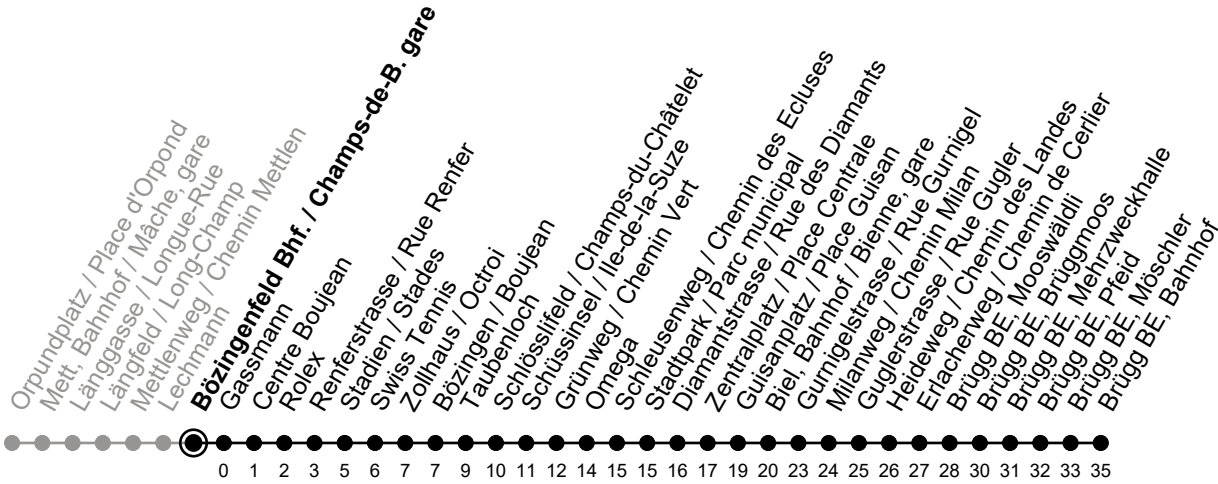 Orpundplatz / Place d'Orpond
Mett, Bahnhof / Mâche, gare
Länggasse / Longue-Rue
Längfeld / Long-Champ
Mettlenweg / Chemin Mettlen
Lechmann
Bözingenfeld Bhf. / Champs-de-B. gare
Gassmann
Centre Boujean
Rolex
Renferstrasse / Rue Renfer
Stadien / Stades
Swiss Tennis
Zollhaus / Octroi
Bözingen / Boujean
Taubenloch
Schlösslifeld / Champs-du-Châtelet
Schüssinsel / Ile-de-la-Suze
Grünweg / Chemin Vert
Omega
Schleusenweg / Chemin des Ecluses
Stadtpark / Parc municipal
Diamantstrasse / Rue des Diamants
Zentralplatz / Place Centrale
Guisanplatz / Place Guisan
Biel, Bahnhof / Bienne, gare
Gurnigelstrasse / Rue Gurnigel
Milanweg / Chemin Milan
Guglerstrasse / Rue Gugler
Heideweg / Chemin des Landes
Erlachenweg / Chemin de Cerlier
Brügg BE, Mooswäldli
Brügg BE, Brüggmoos
Brügg BE, Mehrzweckhalle
Brügg BE, Pfeid
Brügg BE, Möschler
Brügg BE, Bahnhof
0 1 2 3 5 6 7 7 9 10 11 12 14 15 15 16 17 19 20 23 24 25 26 27 28 30 31 32 33 35